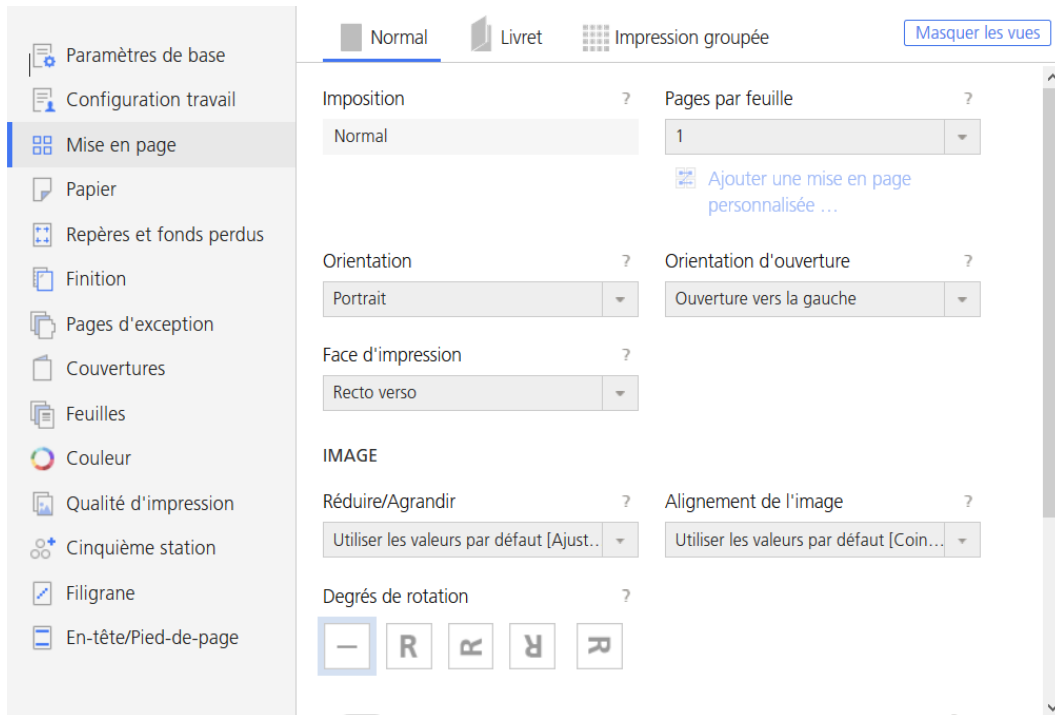 Paramètres de base
Configuration travail
Mise en page
Papier
Repères et fonds perdus
Finition
Pages d'exception
Couvertures
Feuilles
Couleur
Qualité d'impression
Cinquième station
Filigrane
En-tête/Pied-de-page
Normal
Livret
Impression groupée
Masquer les vues
Imposition ?
Normal
Pages par feuille ?
1
Ajouter une mise en page
personnalisée ...
Orientation ?
Portrait
Orientation d'ouverture ?
Ouverture vers la gauche
Face d'impression ?
Recto verso
IMAGE
Réduire/Agrandir ?
Utiliser les valeurs par défaut [Ajust..
Alignement de l'image ?
Utiliser les valeurs par défaut [Coin...
Degrés de rotation ?
R R R R